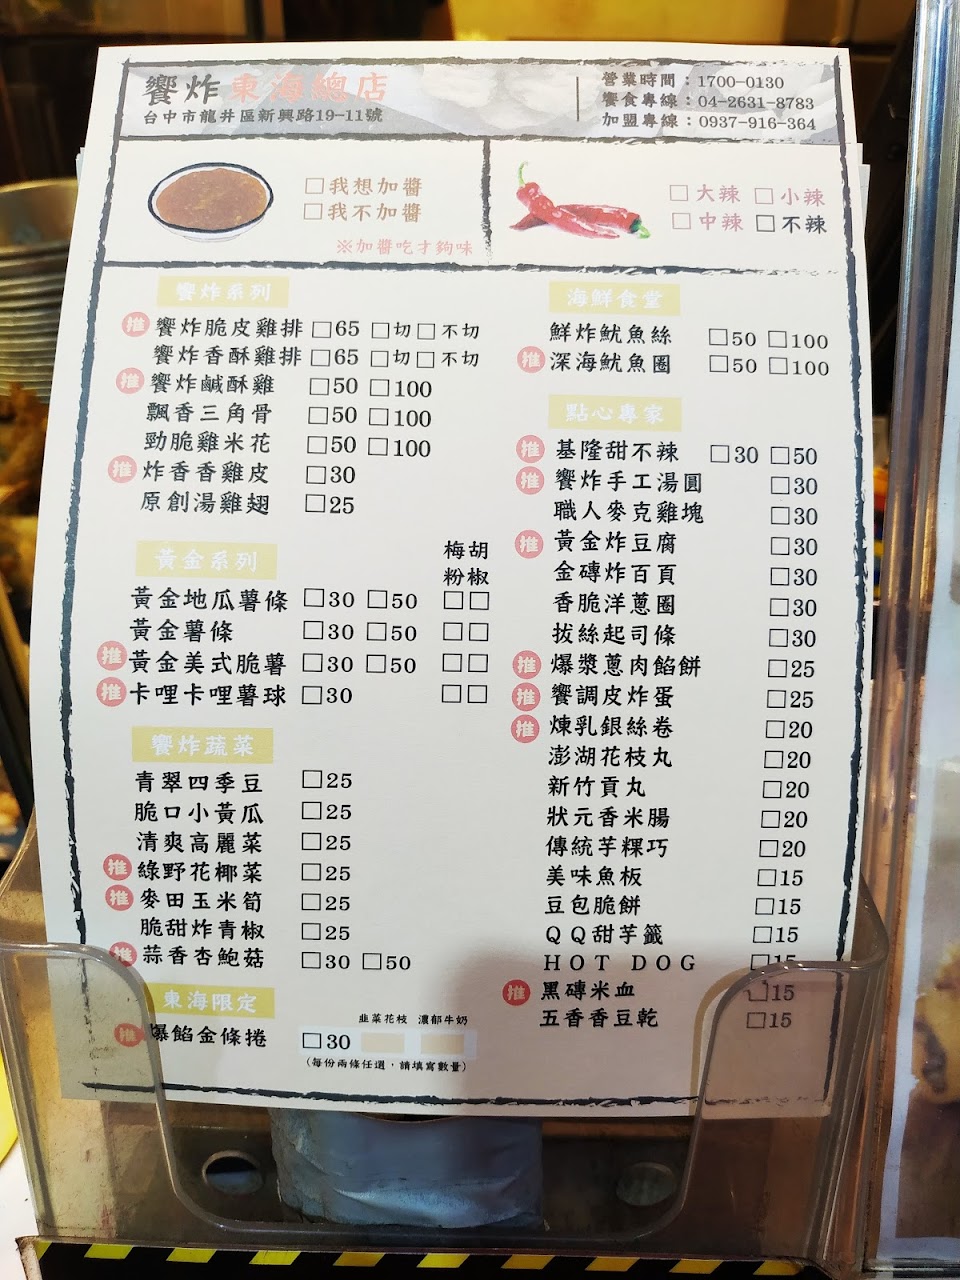 饗炸東海總店
台中市龍井區新興路19-11號
營業時間：1700-0130
饗食專線：04-2631-8783
加盟專線：0937-916-364
□我想加醬
□我不加醬
※加醬吃才夠味
□大辣 □小辣
□中辣 □不辣
饗炸系列
推 饗炸脆皮雞排 □65 □切 □不切
饗炸香酥雞排 □65 □切 □不切
推 饗炸鹹酥雞 □50 □100
飄香三角骨 □50 □100
勁脆雞米花 □50 □100
推 炸香香雞皮 □30
原創湯雞翅 □25
黃金系列
梅粉 胡椒
黃金地瓜薯條 □30 □50 □□
黃金薯條 □30 □50 □□
推 黃金美式脆薯 □30 □50 □□
推 卡哩卡哩薯球 □30 □□
饗炸蔬菜
青翠四季豆 □25
脆口小黃瓜 □25
清爽高麗菜 □25
推 綠野花椰菜 □25
推 麥田玉米筍 □25
脆甜炸青椒 □25
推 蒜香杏鮑菇 □30 □50
東海限定
韭菜花枝 濃郁牛奶
推 爆餡金條捲 □30
(每份兩條任選，請填寫數量)
海鮮食堂
鮮炸魷魚絲 □50 □100
推 深海魷魚圈 □50 □100
點心專家
推 基隆甜不辣 □30 □50
推 饗炸手工湯圓 □30
職人麥克雞塊 □30
推 黃金炸豆腐 □30
金磚炸百頁 □30
香脆洋蔥圈 □30
拔絲起司條 □30
推 爆漿蔥肉餡餅 □25
推 饗調皮炸蛋 □25
推 煉乳銀絲卷 □20
澎湖花枝丸 □20
新竹貢丸 □20
狀元香米腸 □20
傳統芋粿巧 □20
美味魚板 □15
豆包脆餅 □15
QQ甜芋籤 □15
HOT DOG □15
推 黑磚米血 □15
五香香豆乾 □15